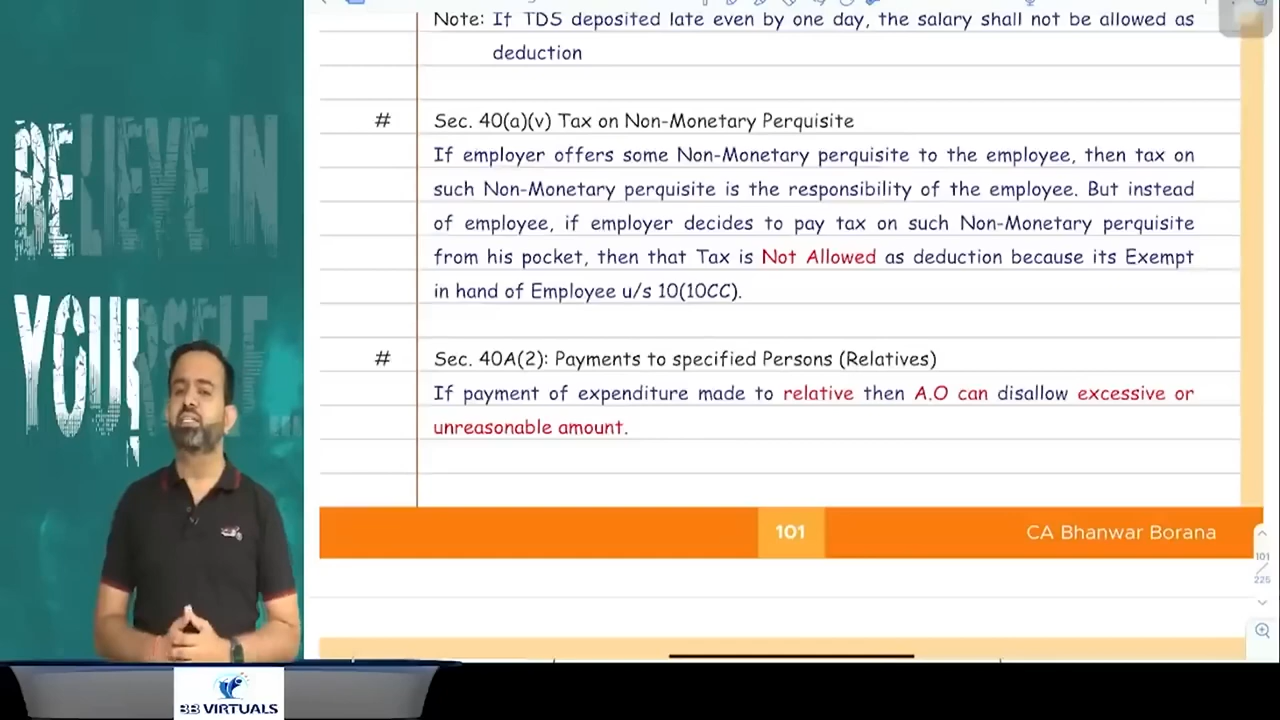 BELIEVE IN
YOURSELF...
Note: If TDS deposited late even by one day, the salary shall not be allowed as
deduction
# Sec. 40(a)(v) Tax on Non-Monetary Perquisite
If employer offers some Non-Monetary perquisite to the employee, then tax on
such Non-Monetary perquisite is the responsibility of the employee. But instead
of employee, if employer decides to pay tax on such Non-Monetary perquisite
from his pocket, then that Tax is Not Allowed as deduction because its Exempt
in hand of Employee u/s 10(10CC).
# Sec. 40A(2): Payments to specified Persons (Relatives)
If payment of expenditure made to relative then A.O can disallow excessive or
unreasonable amount.
101
CA Bhanwar Borana
101
225
BB VIRTUALS